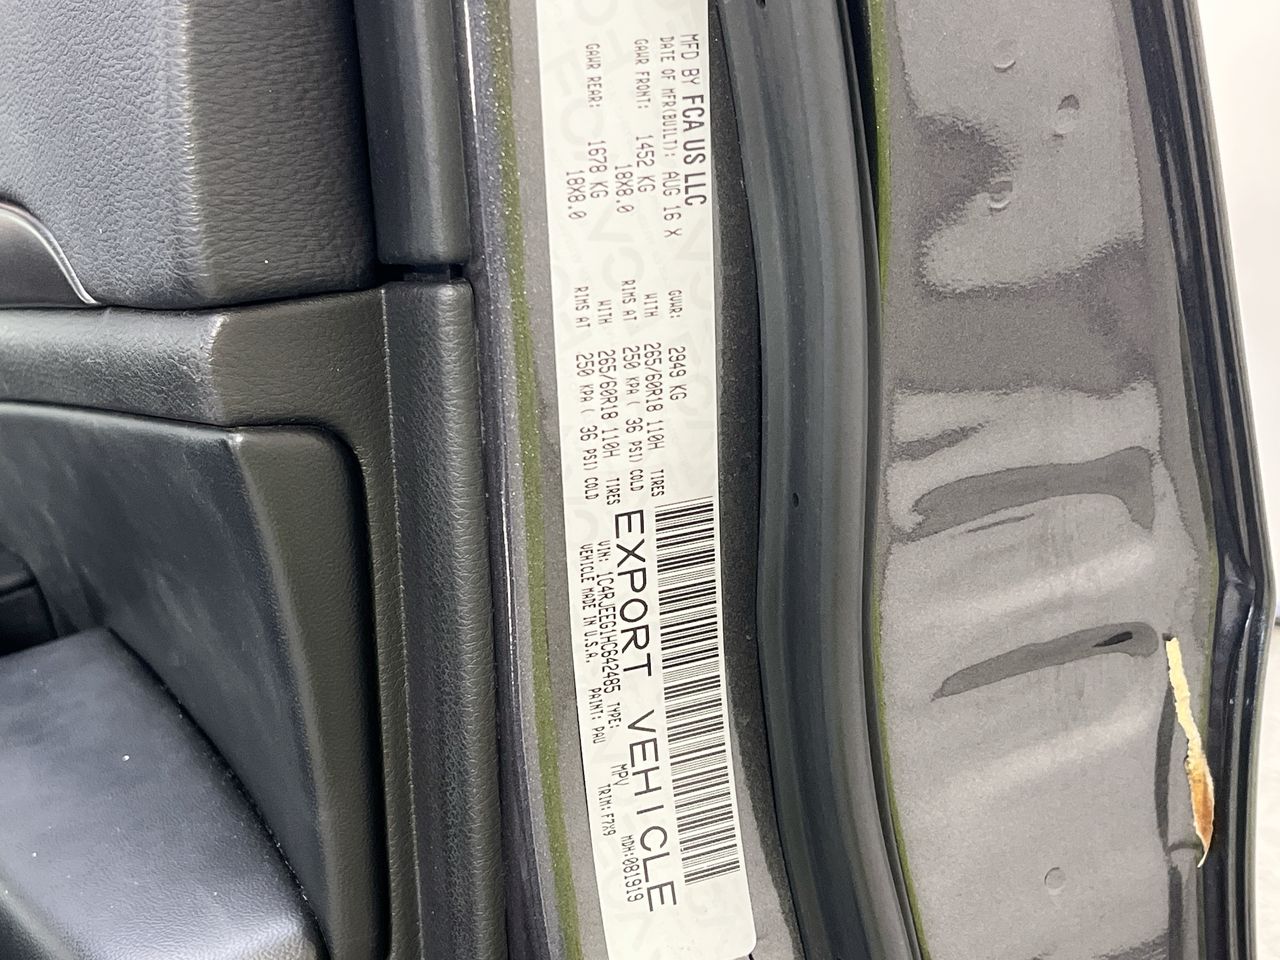 MFD BY FCA US LLC
DATE OF MFR(BUILT): AUG 16 X GVWR: 2949 KG
GAWR FRONT: 1452 KG WITH 265/60R18 110H TIRES
18X8.0 RIMS AT 250 KPA ( 36 PSI) COLD
GAWR REAR: 1678 KG WITH 265/60R18 110H TIRES
18X8.0 RIMS AT 250 KPA ( 36 PSI) COLD
EXPORT VEHICLE
VIN: 1C4RJEEG1HC642485 TYPE: MPV MDH:081919
VEHICLE MADE IN U.S.A. PAINT: PAU TRIM:F7X9